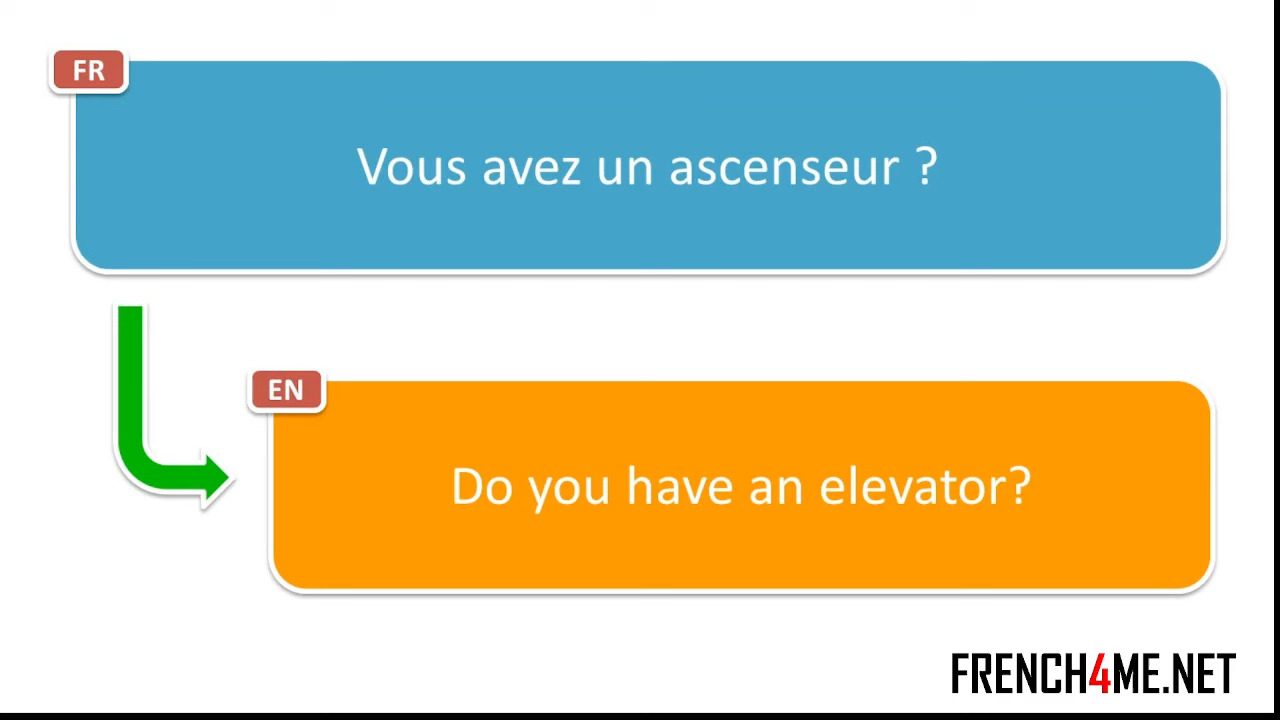 FR
Vous avez un ascenseur ?
EN
Do you have an elevator?
FRENCH4ME.NET